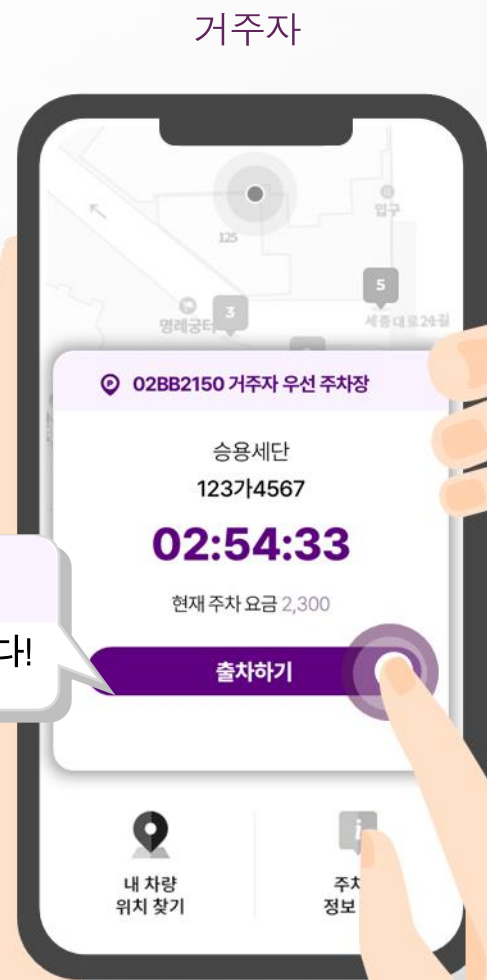 거주자
입구
125
5
3
명례궁터
세종대로21길
02BB2150 거주자 우선 주차장
승용세단
123가4567
02:54:33
현재 주차 요금 2,300
다!
출차하기
내 차량
위치 찾기
정보